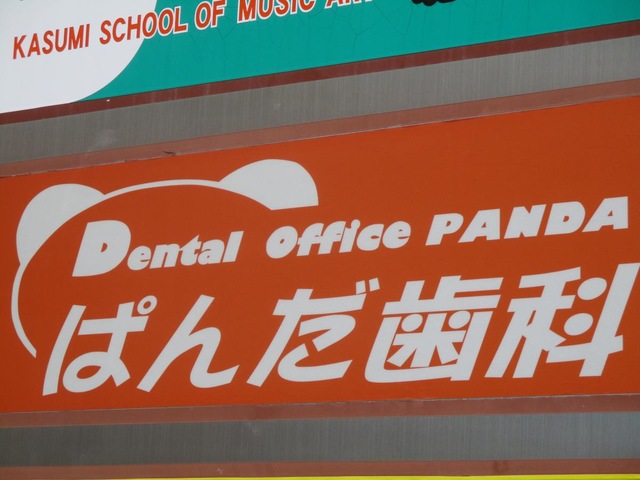 KASUMI SCHOOL OF MUSIC
Dental Office PANDA
ぱんだ歯科